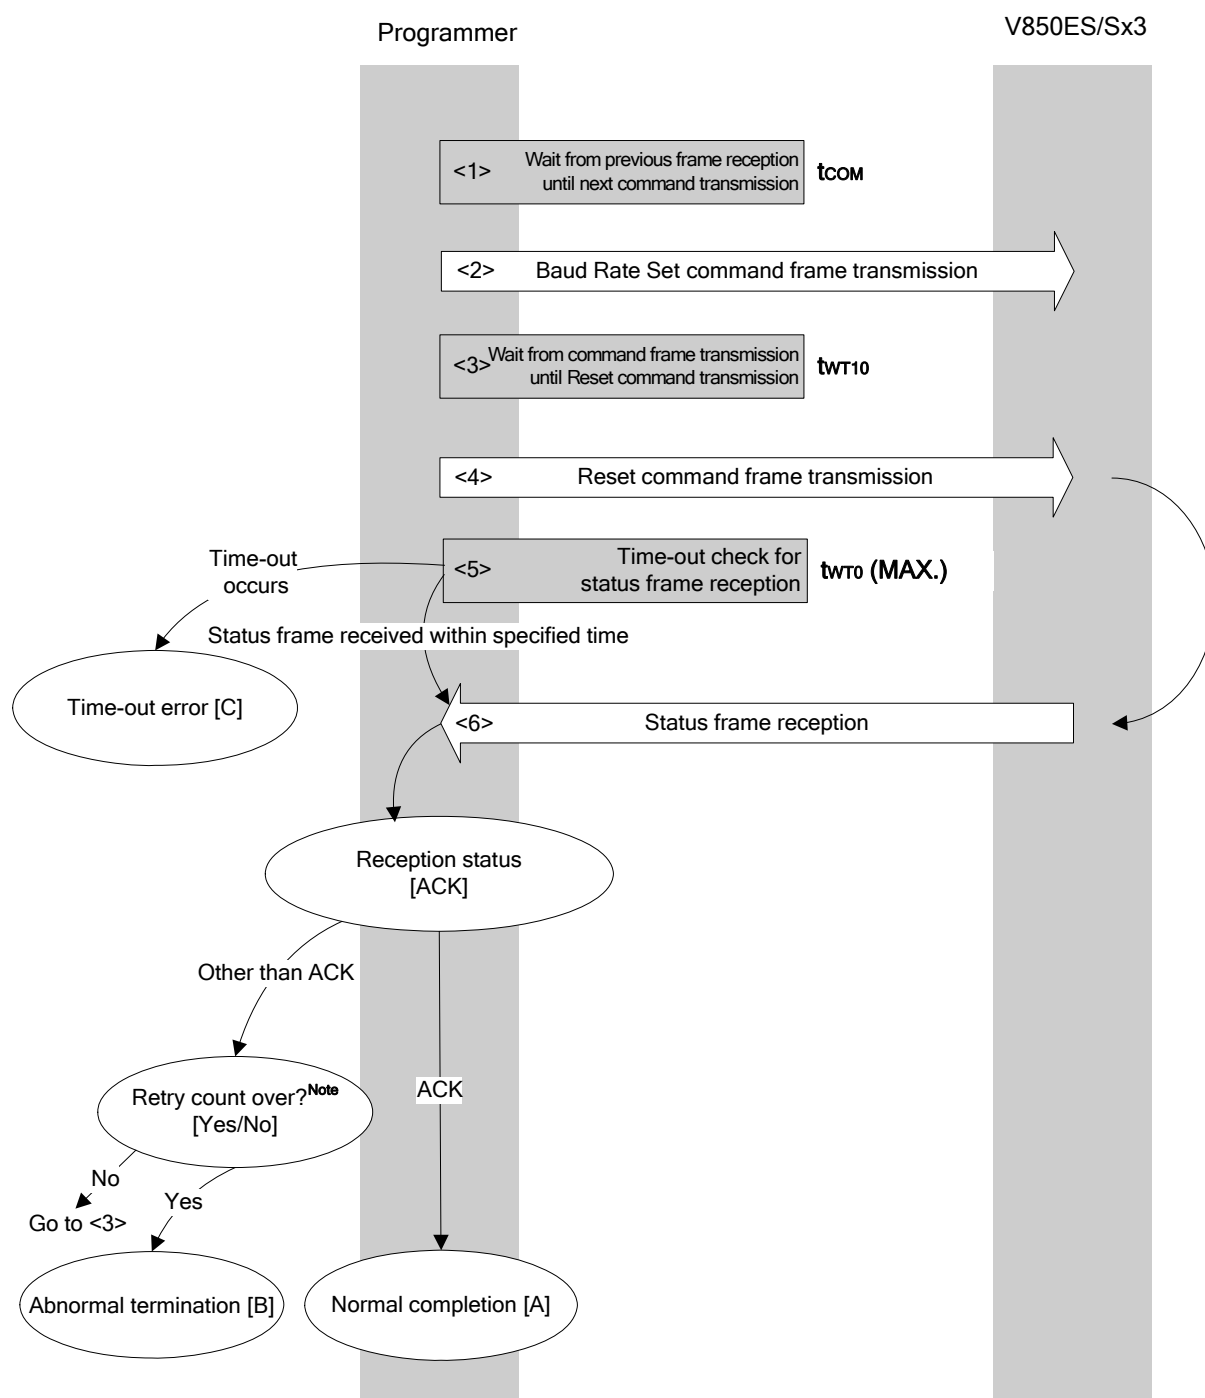 Programmer
V850ES/Sx3
<1> Wait from previous frame reception
until next command transmission
tCOM
<2> Baud Rate Set command frame transmission
<3> Wait from command frame transmission
until Reset command transmission
tWT10
<4> Reset command frame transmission
Time-out
occurs
<5> Time-out check for
status frame reception
tWT0 (MAX.)
Status frame received within specified time
Time-out error [C]
<6> Status frame reception
Reception status
[ACK]
Other than ACK
Retry count over?Note
[Yes/No]
ACK
No
Yes
Go to <3>
Abnormal termination [B]
Normal completion [A]